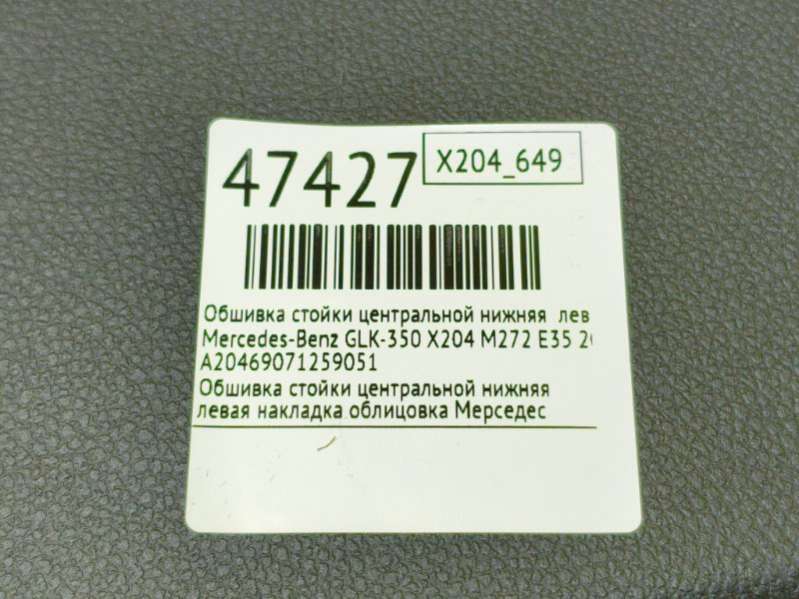 47427
X204_649
Обшивка стойки центральной нижняя лев
Mercedes-Benz GLK-350 X204 M272 E35
A20469071259051
Обшивка стойки центральной нижняя
левая накладка облицовка Мерседес